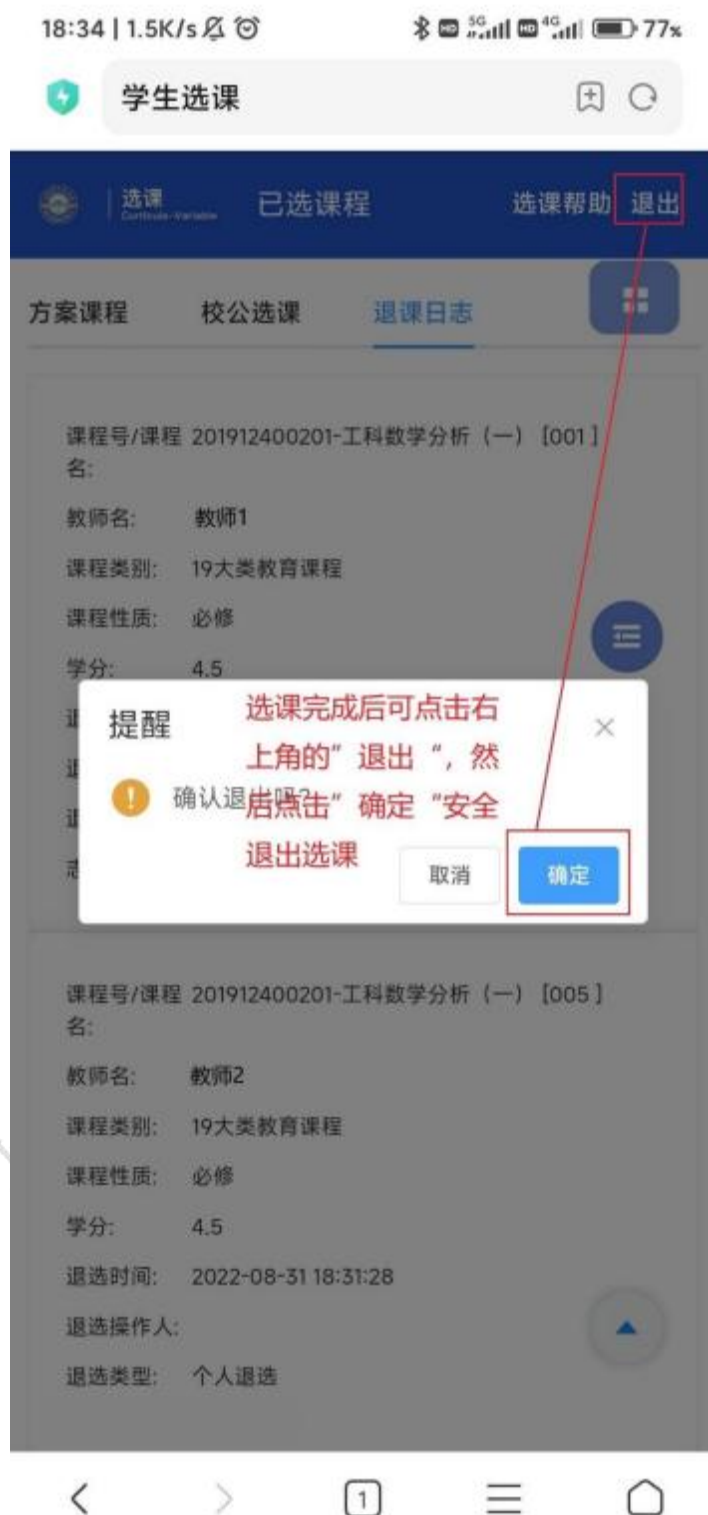 18:34 | 1.5K/s 5G 4G 77%
学生选课
选课 已选课程 选课帮助 退出
方案课程 校公选课 退课日志
课程号/课程名: 201912400201-工科数学分析（一）[001]
教师名: 教师1
课程类别: 19大类教育课程
课程性质: 必修
学分: 4.5
提醒
确认退出吗?
选课完成后可点击右
上角的”退出“，然
后点击”确定“安全
退出选课
取消 确定
课程号/课程名: 201912400201-工科数学分析（一）[005]
教师名: 教师2
课程类别: 19大类教育课程
课程性质: 必修
学分: 4.5
退选时间: 2022-08-31 18:31:28
退选操作人:
退选类型: 个人退选
1